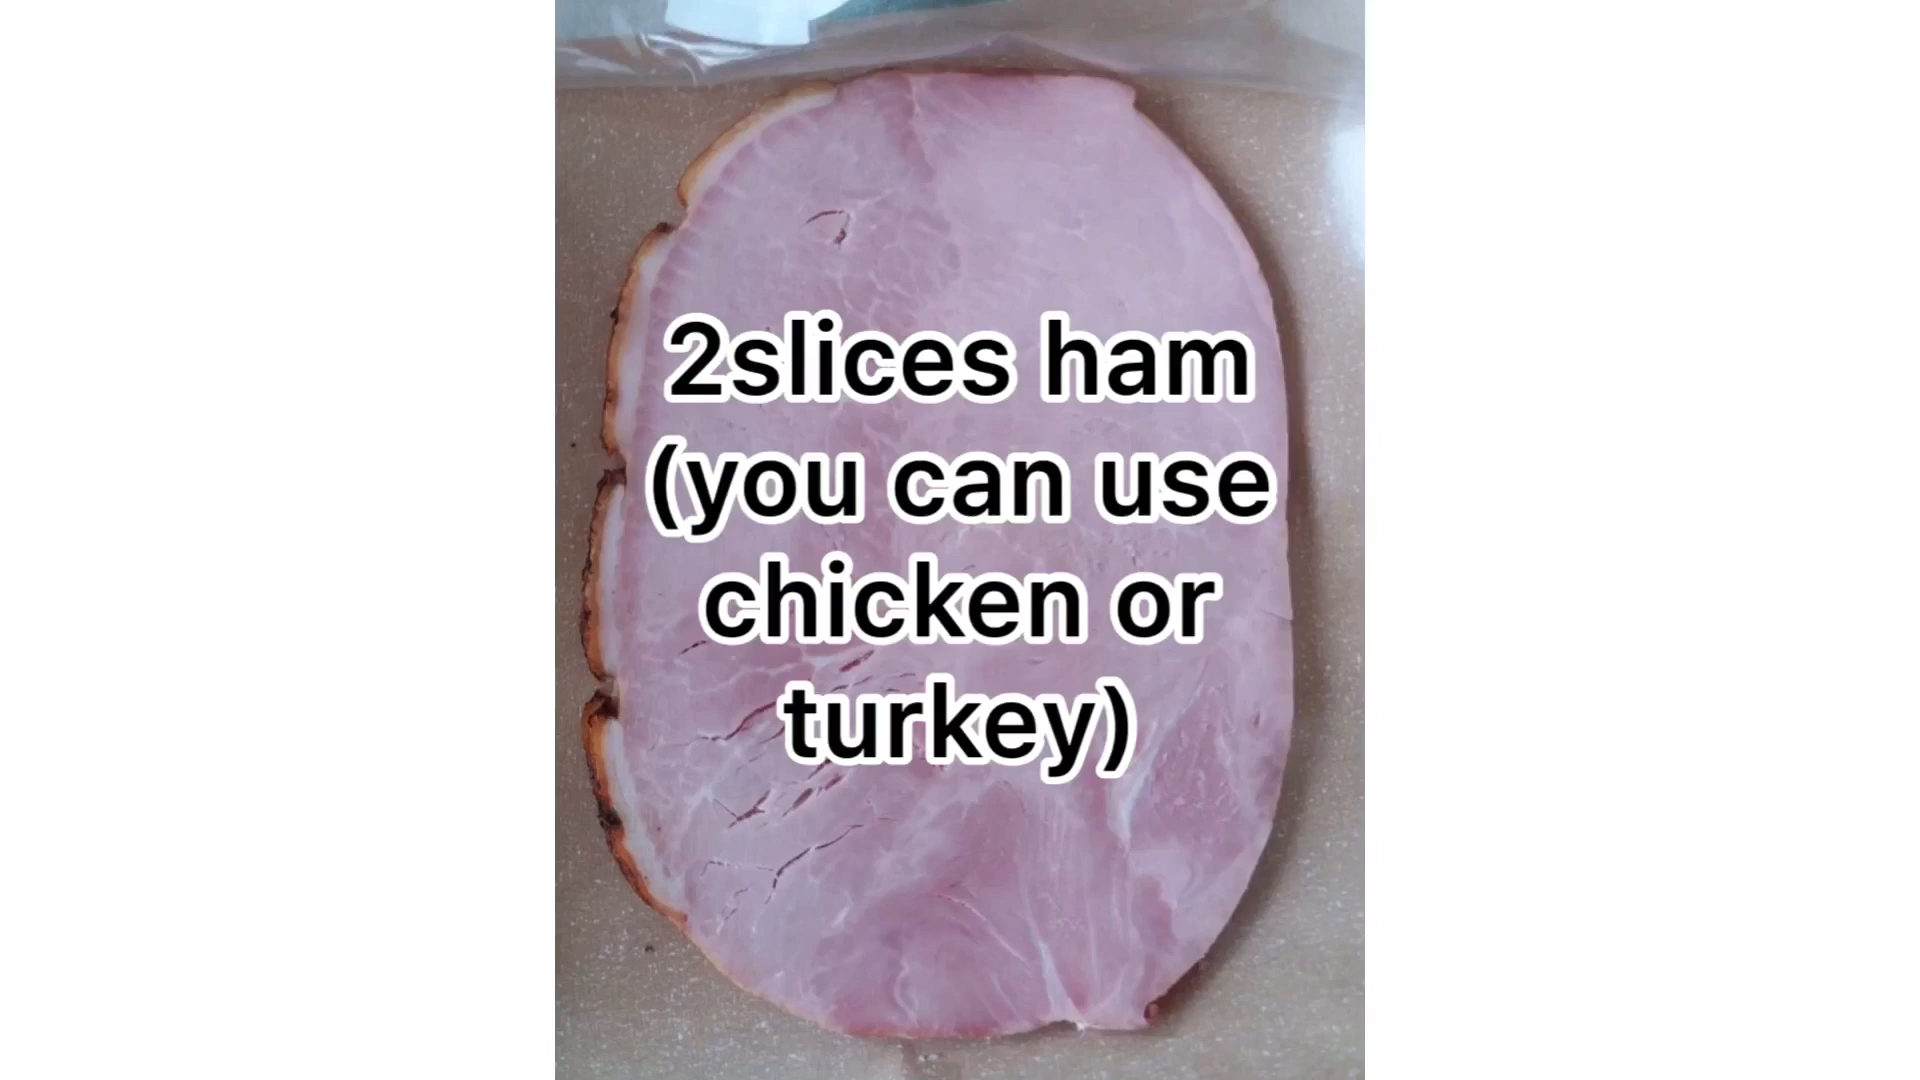 2slices ham
(you can use
chicken or
turkey)